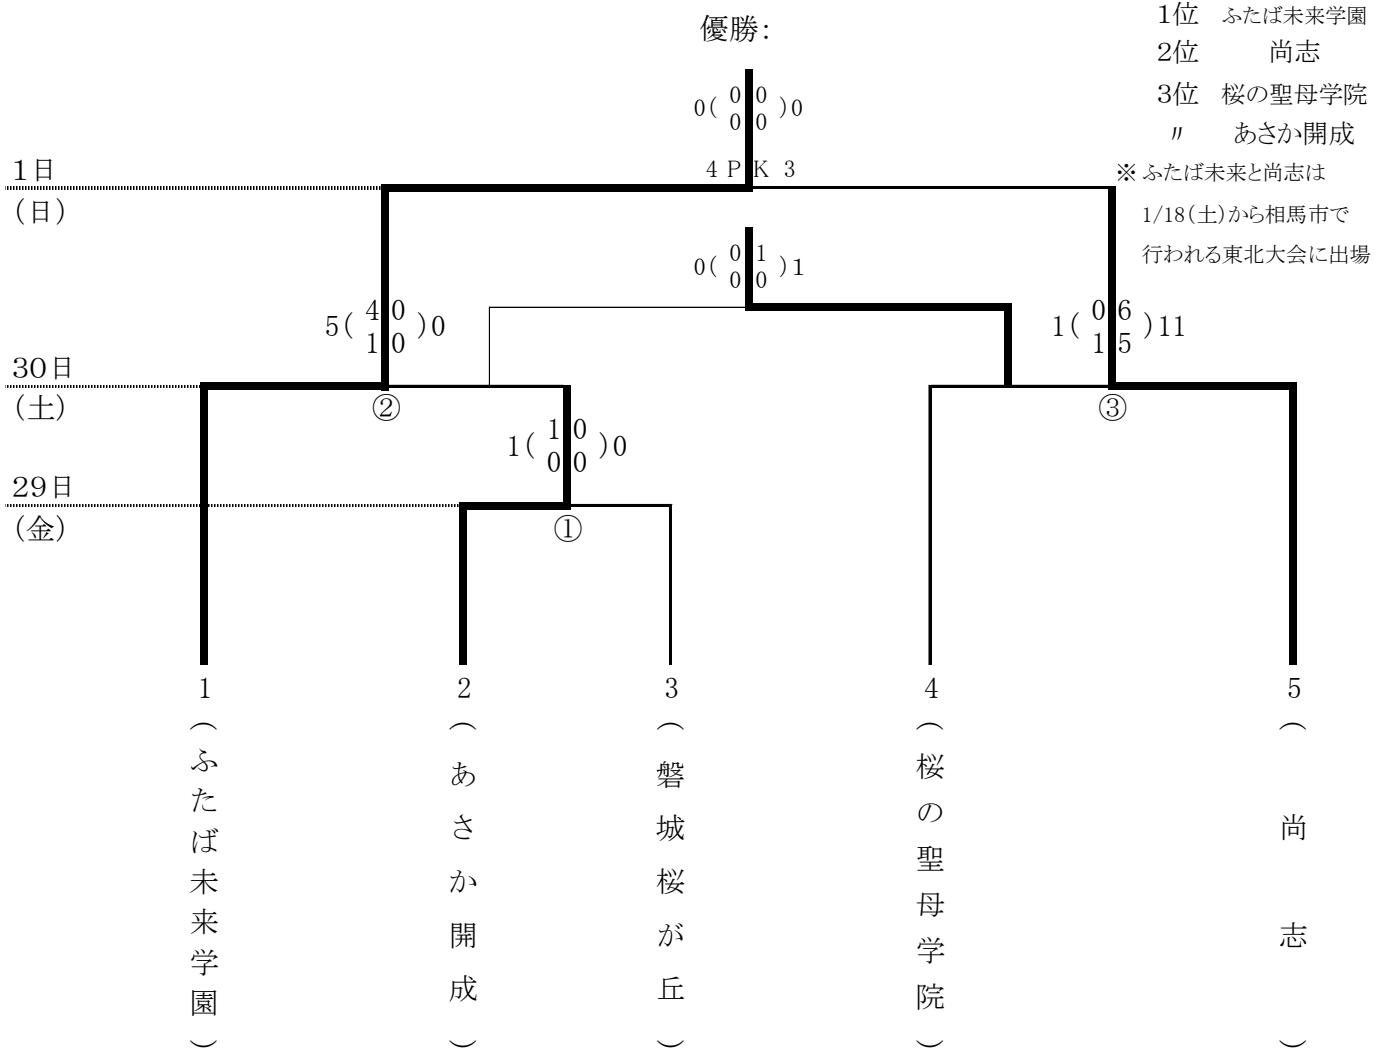 優勝：
1位 ふたば未来学園
2位 尚志
3位 桜の聖母学院
〃 あさか開成
※ ふたば未来と尚志は
1/18(土)から相馬市で
行われる東北大会に出場
0( 0 0 )0
0 0
4 P K 3
1日
(日)
0( 0 1 )1
0 0
5( 4 0 )0
1 0
1( 0 6 )11
1 5
30日
(土)
②
③
1( 1 0 )0
0 0
29日
(金)
①
1
2
3
4
5
(ふたば未来学園)
(あさか開成)
(磐城桜が丘)
(桜の聖母学院)
(尚志)